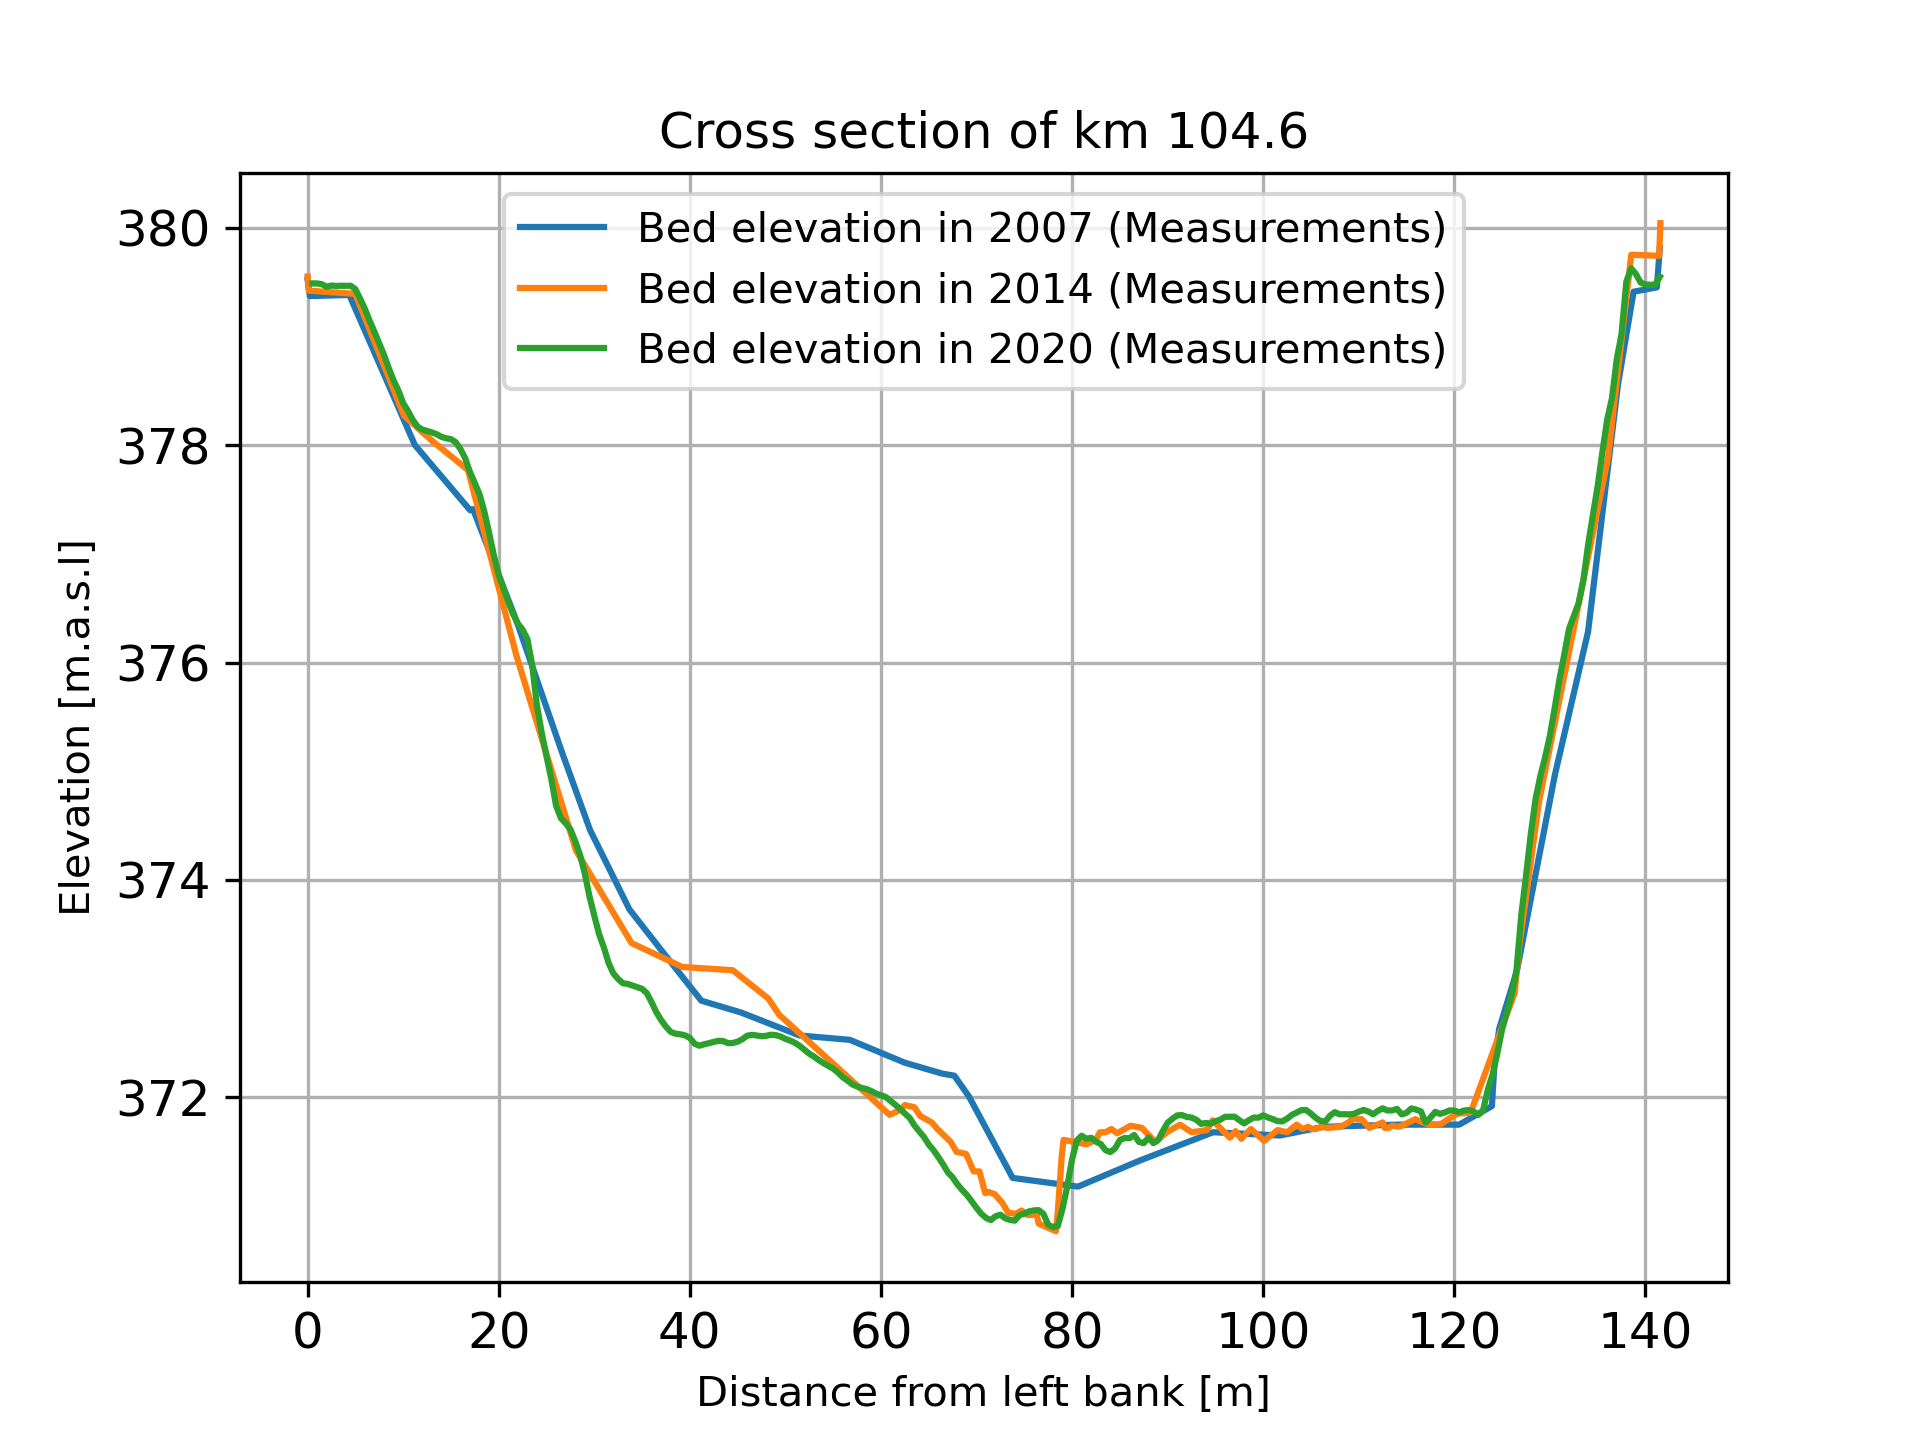 Cross section of km 104.6
Bed elevation in 2007 (Measurements)
Bed elevation in 2014 (Measurements)
Bed elevation in 2020 (Measurements)
Elevation [m.a.s.l]
380
378
376
374
372
0 20 40 60 80 100 120 140
Distance from left bank [m]